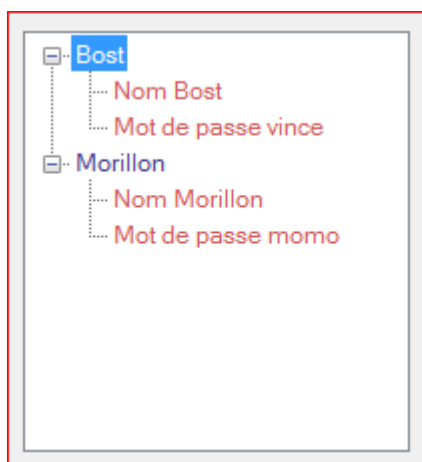 Bost
Nom Bost
Mot de passe vince
Morillon
Nom Morillon
Mot de passe momo